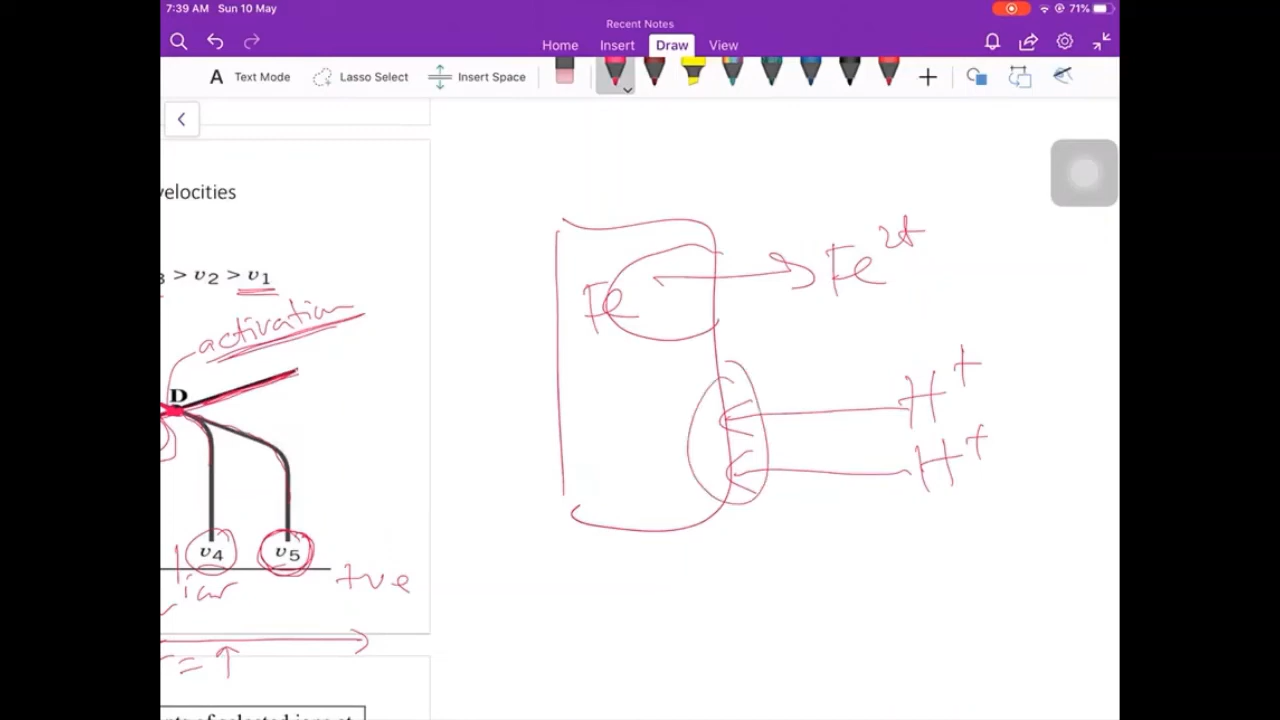 7:39 AM Sun 10 May
71%
Recent Notes
Home Insert Draw View
A Text Mode Lasso Select Insert Space
velocities
> v2 > v1
activation
D
Fe
Fe2+
H+
H+
v4 v5
+ve
= ↑